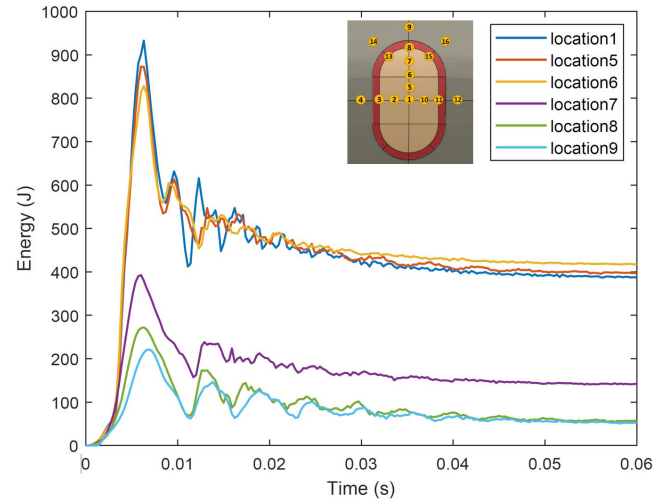 1000
900
800
700
600
500
400
300
200
100
0
Energy (J)
0 0.01 0.02 0.03 0.04 0.05 0.06
Time (s)
9
14 8 16
13 7 15
6
5
4 3 2 1 10 11 12
location1
location5
location6
location7
location8
location9